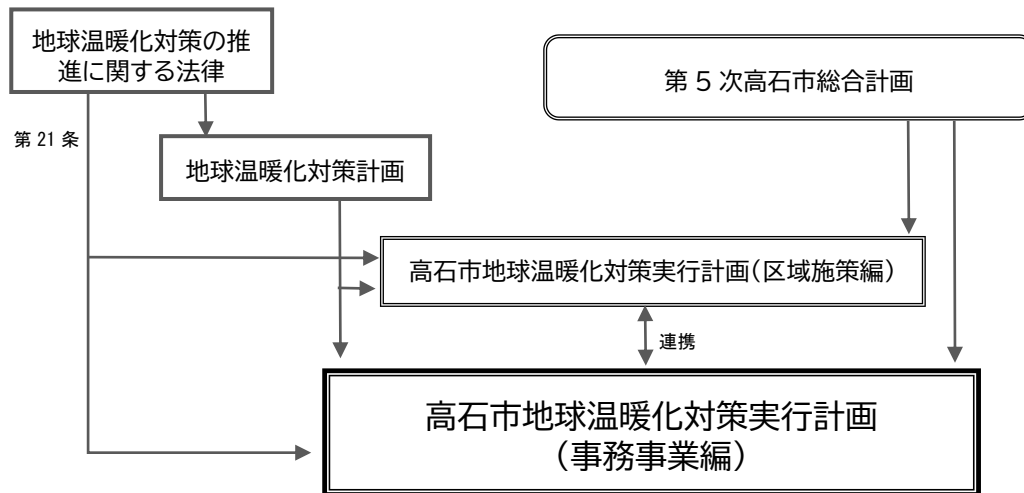 地球温暖化対策の推
進に関する法律
第５次高石市総合計画
第 21 条
地球温暖化対策計画
高石市地球温暖化対策実行計画（区域施策編）
連携
高石市地球温暖化対策実行計画
（事務事業編）